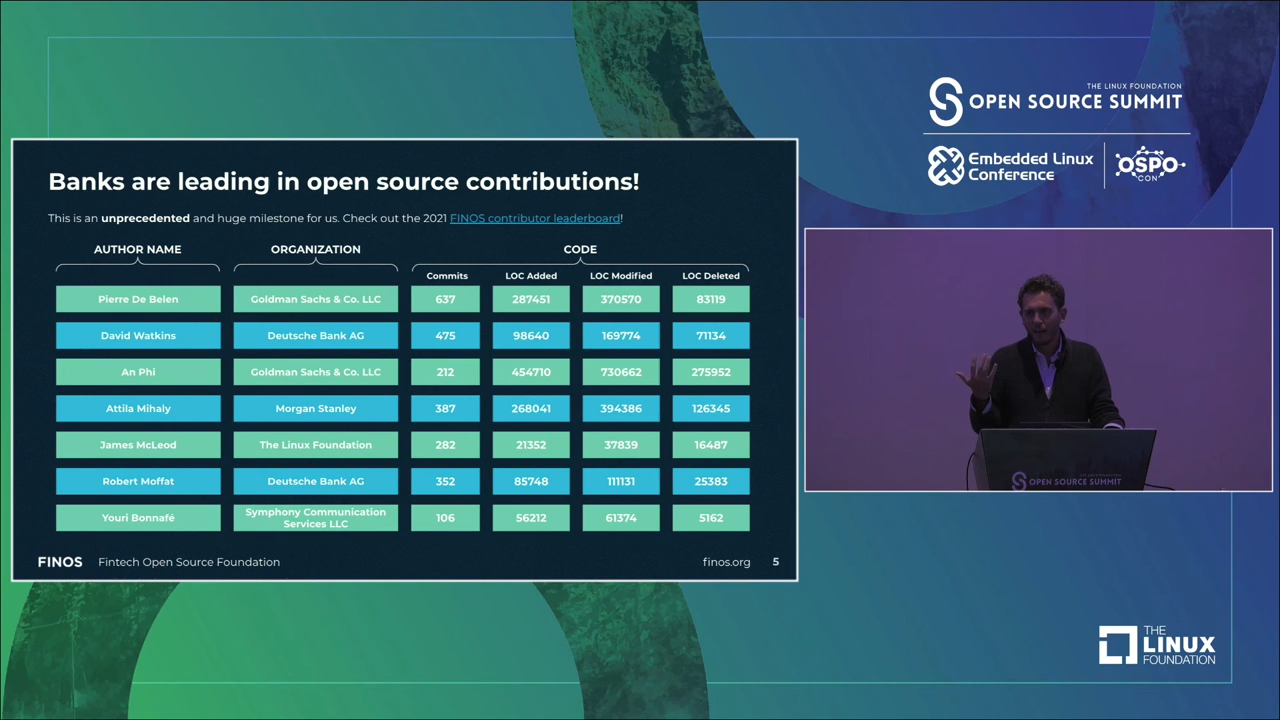 THE LINUX FOUNDATION
OPEN SOURCE SUMMIT
Embedded Linux
Conference
OSPO
CON
Banks are leading in open source contributions!
This is an unprecedented and huge milestone for us. Check out the 2021 FINOS contributor leaderboard!
AUTHOR NAME ORGANIZATION CODE
Commits LOC Added LOC Modified LOC Deleted
Pierre De Belen Goldman Sachs & Co. LLC 637 287451 370570 83119
David Watkins Deutsche Bank AG 475 98640 169774 71134
An Phi Goldman Sachs & Co. LLC 212 454710 730662 275952
Attila Mihaly Morgan Stanley 387 268041 394386 126345
James McLeod The Linux Foundation 282 21352 37839 16487
Robert Moffat Deutsche Bank AG 352 85748 111131 25383
Youri Bonnafé Symphony Communication Services LLC 106 56212 61374 5162
FINOS Fintech Open Source Foundation finos.org 5
OPEN SOURCE SUMMIT
THE
LINUX
FOUNDATION